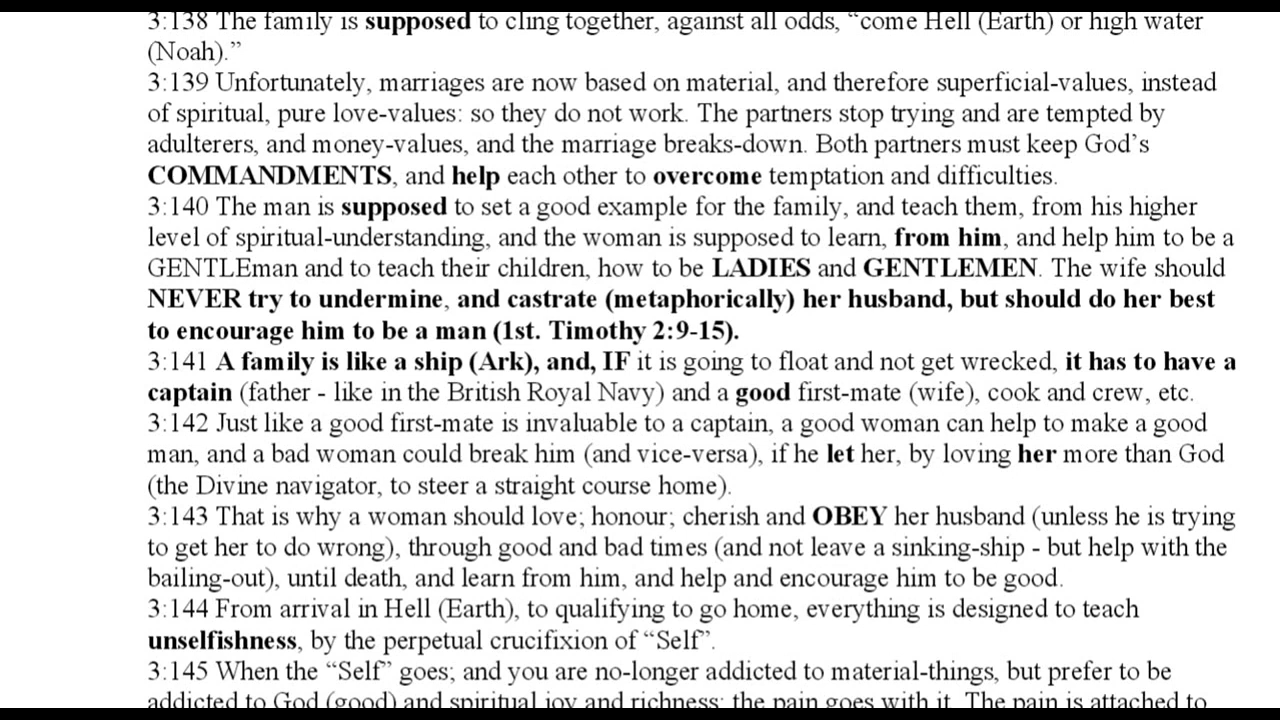 3:138 The family is supposed to cling together, against all odds, “come Hell (Earth) or high water
(Noah).”
3:139 Unfortunately, marriages are now based on material, and therefore superficial-values, instead
of spiritual, pure love-values: so they do not work. The partners stop trying and are tempted by
adulterers, and money-values, and the marriage breaks-down. Both partners must keep God’s
COMMANDMENTS, and help each other to overcome temptation and difficulties.
3:140 The man is supposed to set a good example for the family, and teach them, from his higher
level of spiritual-understanding, and the woman is supposed to learn, from him, and help him to be a
GENTLEman and to teach their children, how to be LADIES and GENTLEMEN. The wife should
NEVER try to undermine, and castrate (metaphorically) her husband, but should do her best
to encourage him to be a man (1st. Timothy 2:9-15).
3:141 A family is like a ship (Ark), and, IF it is going to float and not get wrecked, it has to have a
captain (father - like in the British Royal Navy) and a good first-mate (wife), cook and crew, etc.
3:142 Just like a good first-mate is invaluable to a captain, a good woman can help to make a good
man, and a bad woman could break him (and vice-versa), if he let her, by loving her more than God
(the Divine navigator, to steer a straight course home).
3:143 That is why a woman should love; honour; cherish and OBEY her husband (unless he is trying
to get her to do wrong), through good and bad times (and not leave a sinking-ship - but help with the
bailing-out), until death, and learn from him, and help and encourage him to be good.
3:144 From arrival in Hell (Earth), to qualifying to go home, everything is designed to teach
unselfishness, by the perpetual crucifixion of “Self”.
3:145 When the “Self” goes; and you are no-longer addicted to material-things, but prefer to be
addicted to God (good) and spiritual joy and richness; the pain goes with it. The pain is attached to